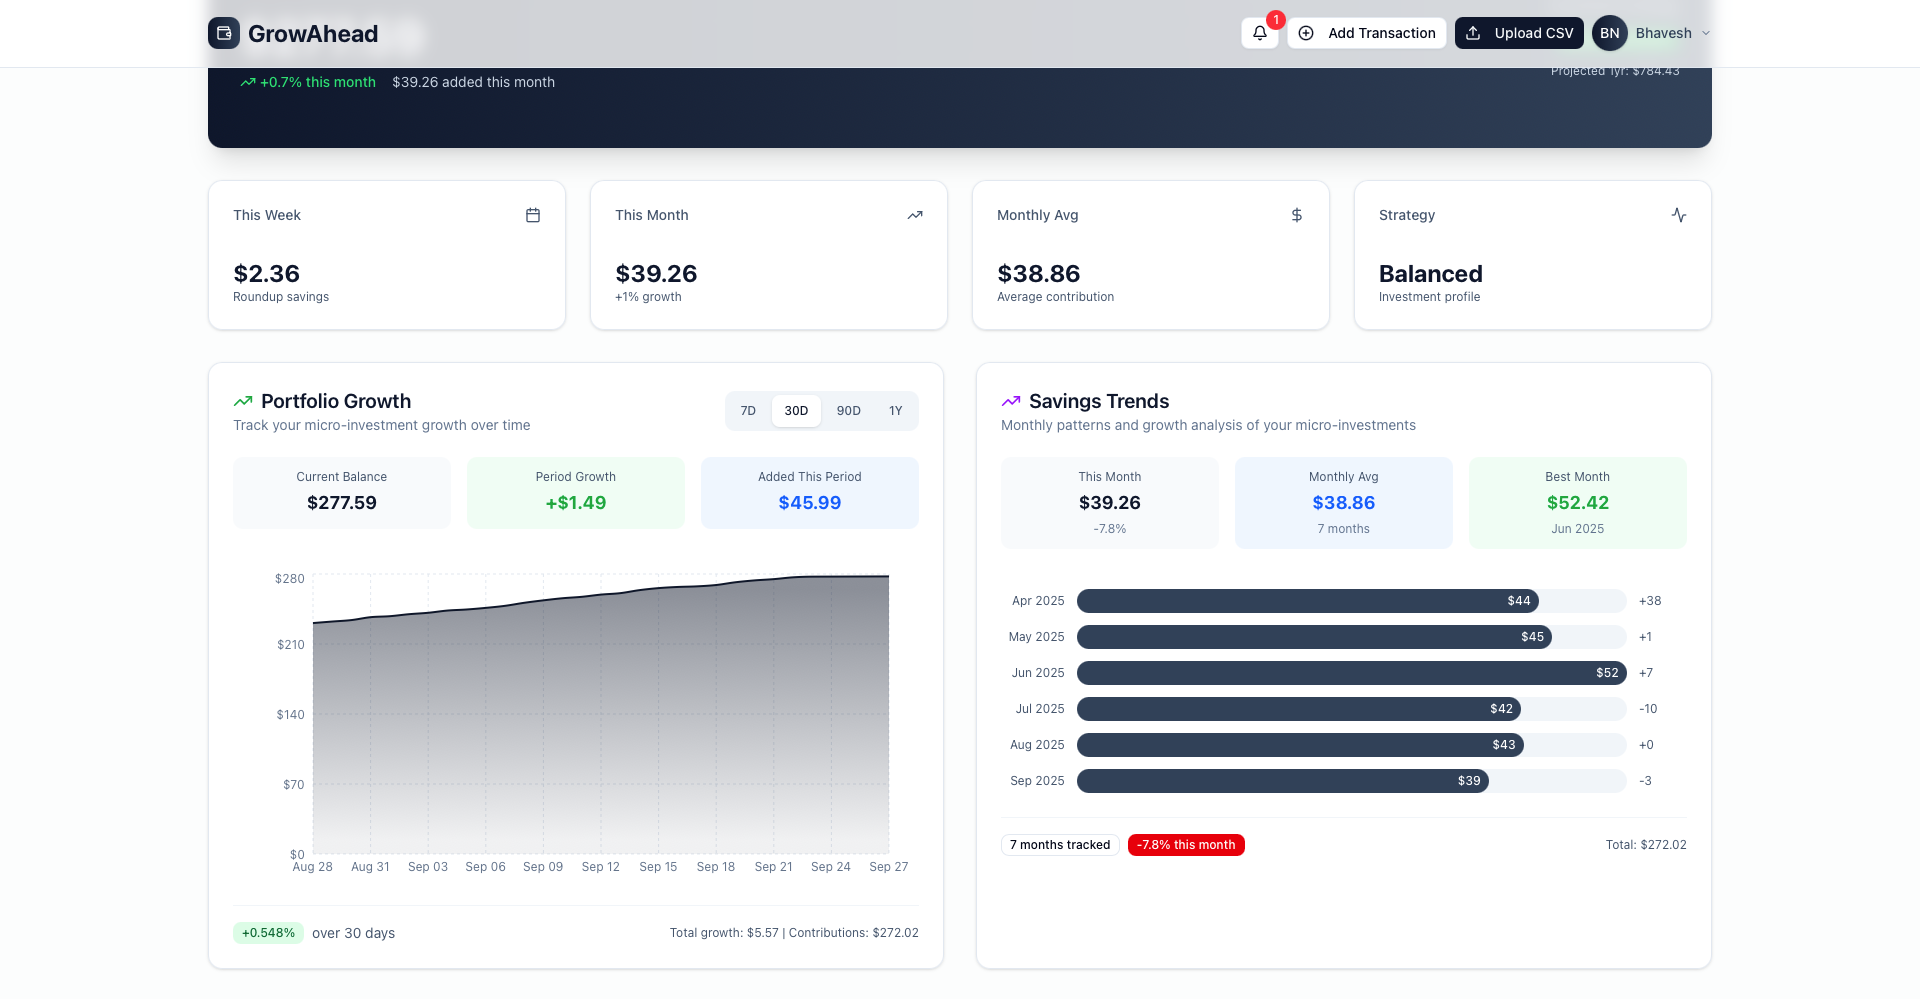 GrowAhead
1
Add Transaction
Upload CSV
BN
Bhavesh
+0.7% this month
$39.26 added this month
Projected 1yr: $784.43
This Week
$2.36
Roundup savings
This Month
$39.26
+1% growth
Monthly Avg
$38.86
Average contribution
Strategy
Balanced
Investment profile
Portfolio Growth
Track your micro-investment growth over time
7D
30D
90D
1Y
Current Balance
$277.59
Period Growth
+$1.49
Added This Period
$45.99
$280
$210
$140
$70
$0
Aug 28
Aug 31
Sep 03
Sep 06
Sep 09
Sep 12
Sep 15
Sep 18
Sep 21
Sep 24
Sep 27
+0.548%
over 30 days
Total growth: $5.57 | Contributions: $272.02
Savings Trends
Monthly patterns and growth analysis of your micro-investments
This Month
$39.26
-7.8%
Monthly Avg
$38.86
7 months
Best Month
$52.42
Jun 2025
Apr 2025 $44 +38
May 2025 $45 +1
Jun 2025 $52 +7
Jul 2025 $42 -10
Aug 2025 $43 +0
Sep 2025 $39 -3
7 months tracked
-7.8% this month
Total: $272.02